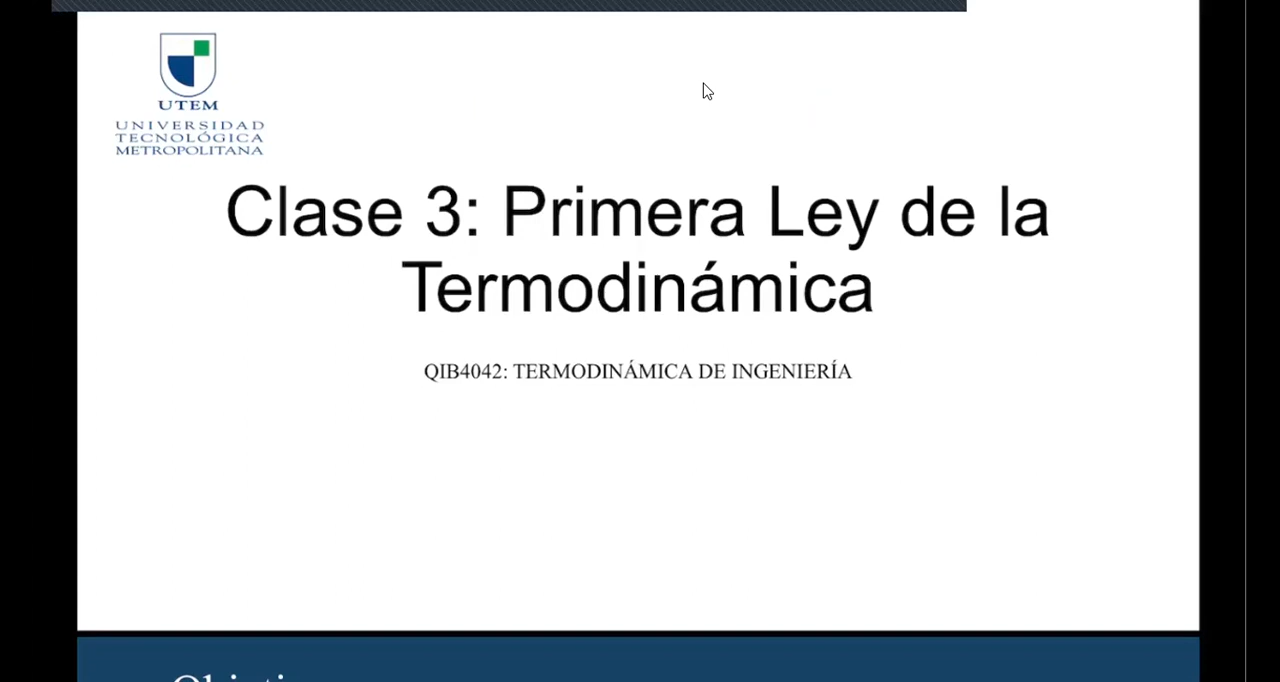 UTEM
UNIVERSIDAD
TECNOLÓGICA
METROPOLITANA
Clase 3: Primera Ley de la
Termodinámica
QIB4042: TERMODINÁMICA DE INGENIERÍA